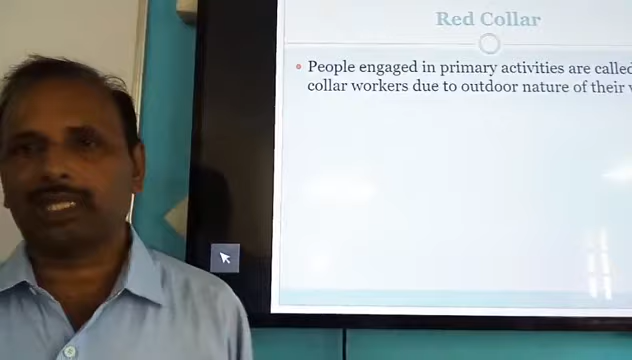 Red Collar
People engaged in primary activities are called
collar workers due to outdoor nature of their